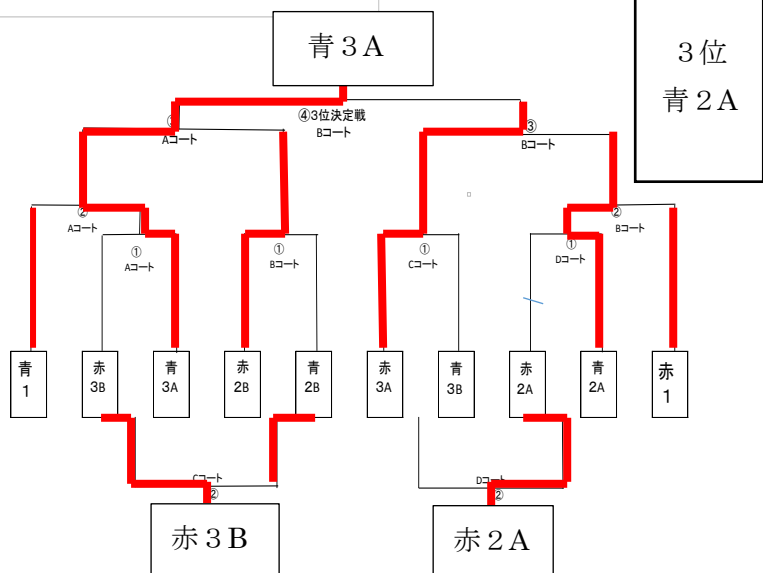 青３A
３位
青２A
④3位決定戦
Bコート
Aコート
③
Bコート
②
Aコート
①
Aコート
①
Bコート
①
Cコート
①
Dコート
②
Bコート
青
1
赤
3B
青
3A
赤
2B
青
2B
赤
3A
青
3B
赤
2A
青
2A
赤
1
Cコート
②
Dコート
②
赤３B
赤２A